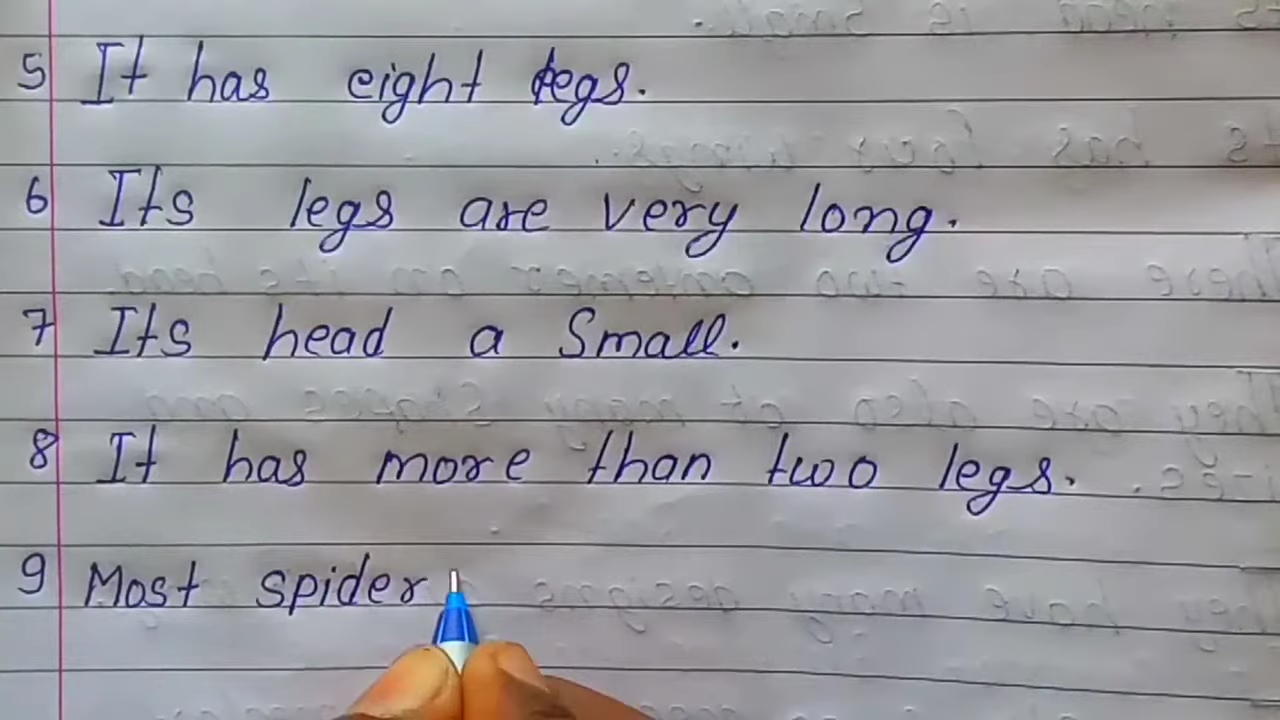 5 It has eight legs.
6 Its legs are very long.
7 Its head a Small.
8 It has more than two legs.
9 Most spider